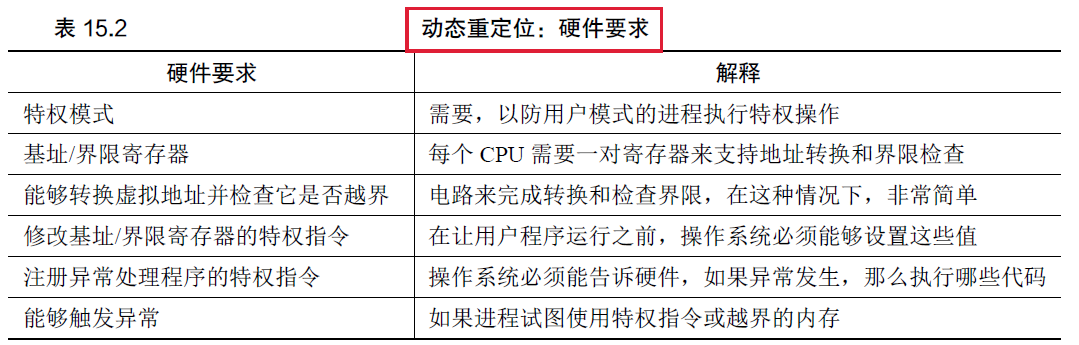 表 15.2 动态重定位：硬件要求
硬件要求 解释
特权模式 需要，以防用户模式的进程执行特权操作
基址/界限寄存器 每个 CPU 需要一对寄存器来支持地址转换和界限检查
能够转换虚拟地址并检查它是否越界 电路来完成转换和检查界限，在这种情况下，非常简单
修改基址/界限寄存器的特权指令 在让用户程序运行之前，操作系统必须能够设置这些值
注册异常处理程序的特权指令 操作系统必须能告诉硬件，如果异常发生，那么执行哪些代码
能够触发异常 如果进程试图使用特权指令或越界的内存